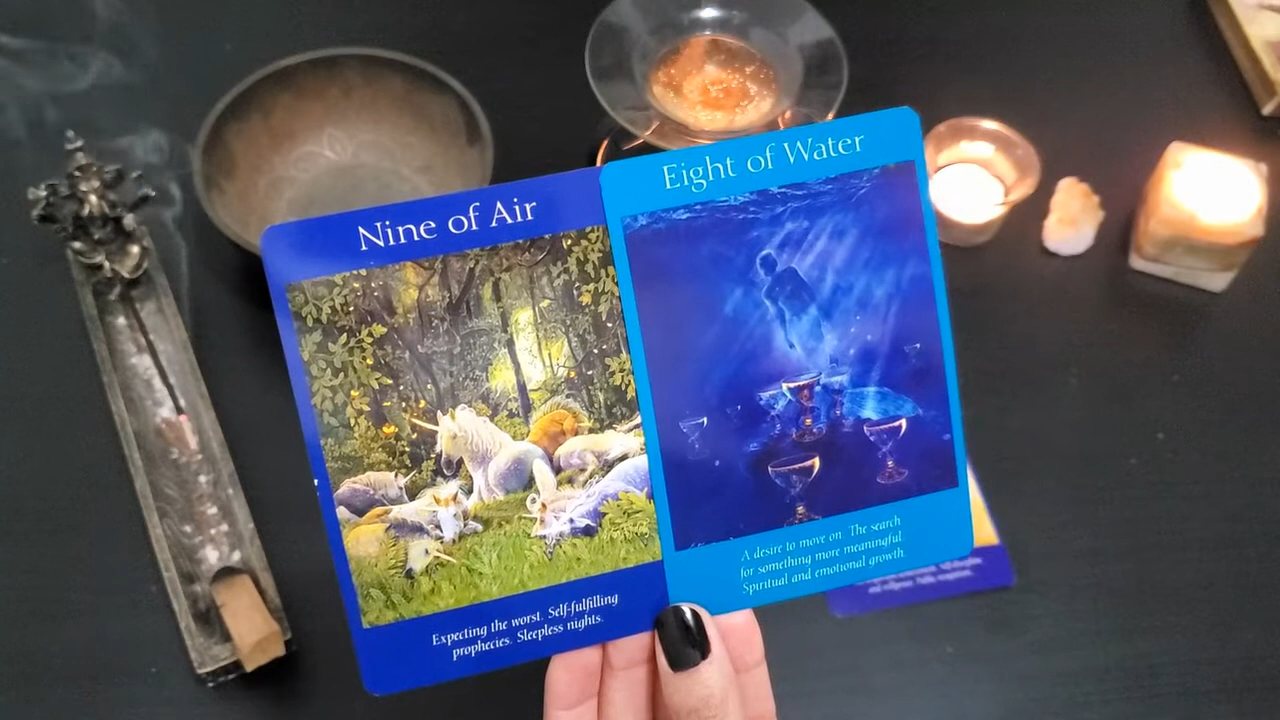 Nine of Air
Expecting the worst. Self-fulfilling
prophecies. Sleepless nights.
Eight of Water
A desire to move on. The search
for something more meaningful.
Spiritual and emotional growth.